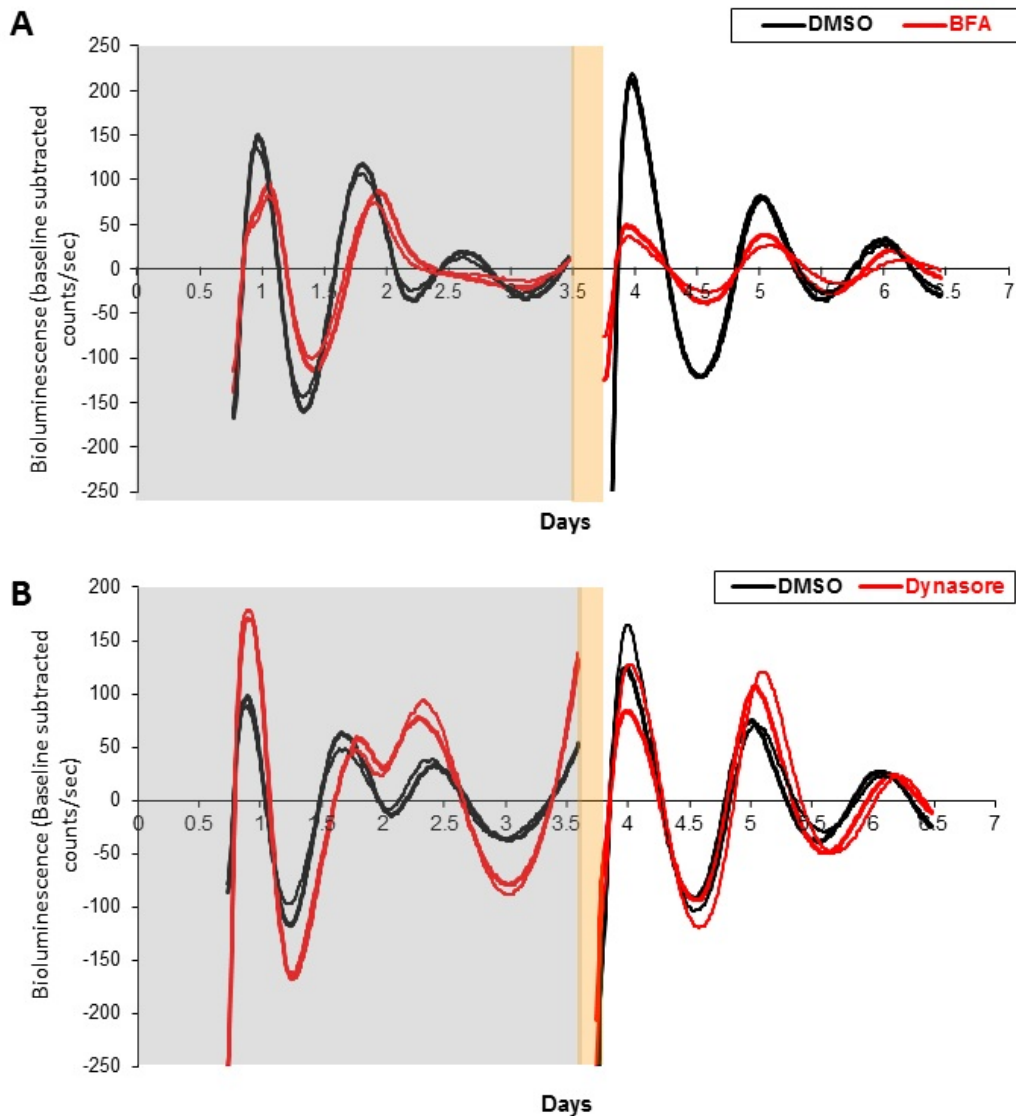 A
DMSO BFA
250
200
150
100
50
0
-50
-100
-150
-200
-250
0 0.5 1 1.5 2 2.5 3 3.5 4 4.5 5 5.5 6 6.5 7
Bioluminescense (baseline subtracted
counts/sec)
Days
B
DMSO Dynasore
200
150
100
50
0
-50
-100
-150
-200
-250
0 0.5 1 1.5 2 2.5 3 3.5 4 4.5 5 5.5 6 6.5 7
Bioluminescence (Baseline subtracted
counts/sec)
Days